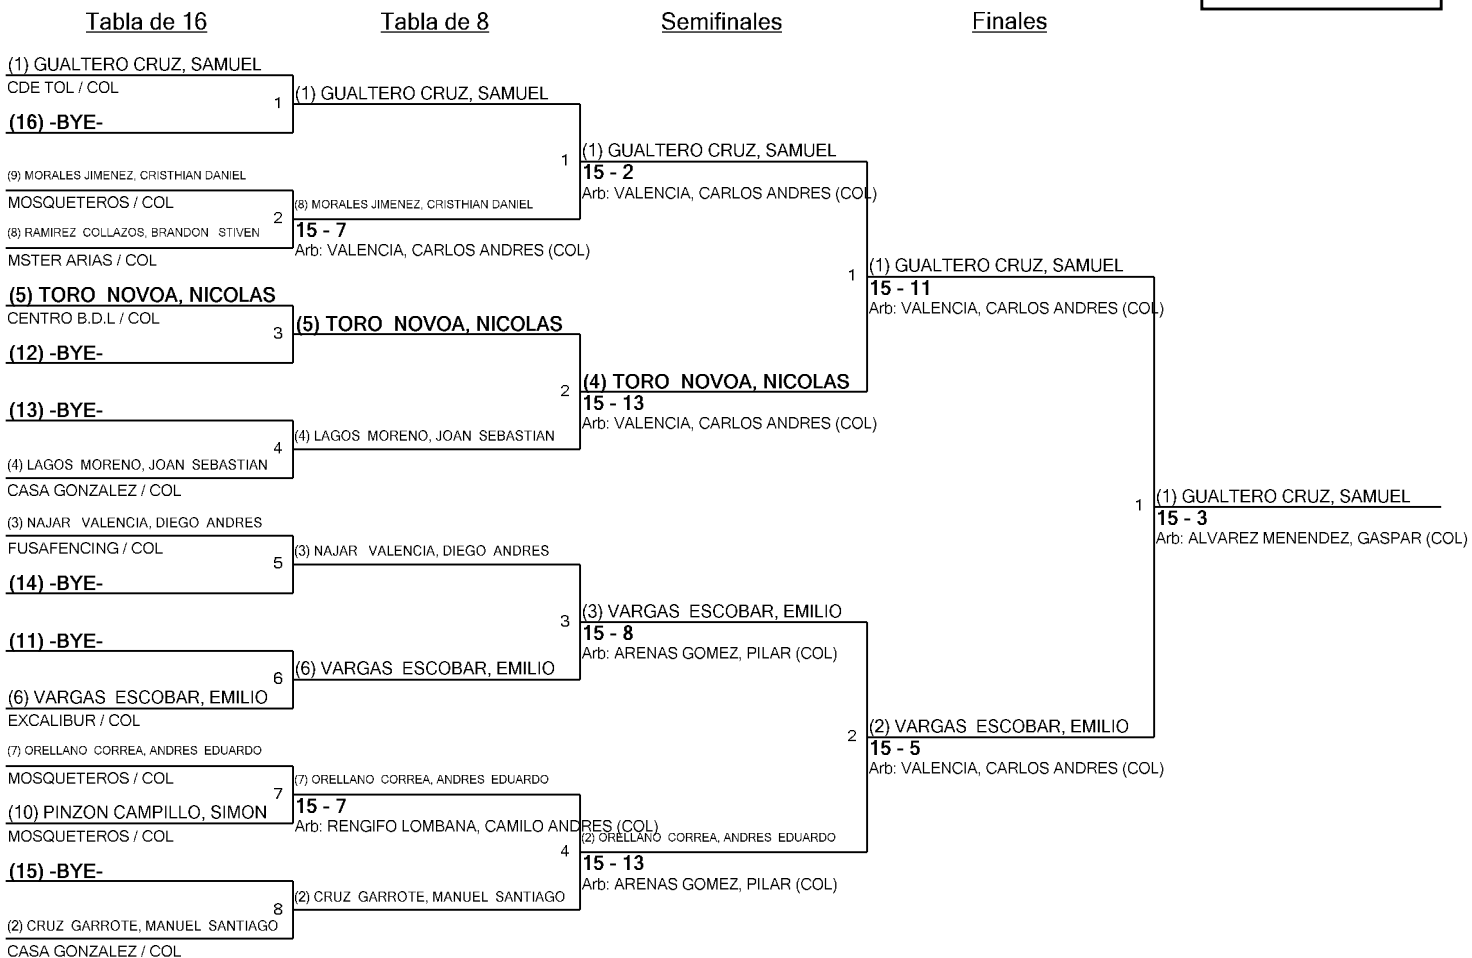 Tabla de 16
Tabla de 8
Semifinales
Finales
(1) GUALTERO CRUZ, SAMUEL
CDE TOL / COL
1
(16) -BYE-
(9) MORALES JIMENEZ, CRISTHIAN DANIEL
MOSQUETEROS / COL
2
(8) RAMIREZ COLLAZOS, BRANDON STIVEN
MSTER ARIAS / COL
(5) TORO NOVOA, NICOLAS
CENTRO B.D.L / COL
3
(12) -BYE-
(13) -BYE-
4
(4) LAGOS MORENO, JOAN SEBASTIAN
CASA GONZALEZ / COL
(3) NAJAR VALENCIA, DIEGO ANDRES
FUSAFENCING / COL
5
(14) -BYE-
(11) -BYE-
6
(6) VARGAS ESCOBAR, EMILIO
EXCALIBUR / COL
(7) ORELLANO CORREA, ANDRES EDUARDO
MOSQUETEROS / COL
7
(10) PINZON CAMPILLO, SIMON
MOSQUETEROS / COL
(15) -BYE-
8
(2) CRUZ GARROTE, MANUEL SANTIAGO
CASA GONZALEZ / COL
(1) GUALTERO CRUZ, SAMUEL
1
(8) MORALES JIMENEZ, CRISTHIAN DANIEL
15 - 7
Arb: VALENCIA, CARLOS ANDRES (COL)
(5) TORO NOVOA, NICOLAS
2
(4) LAGOS MORENO, JOAN SEBASTIAN
(3) NAJAR VALENCIA, DIEGO ANDRES
3
(6) VARGAS ESCOBAR, EMILIO
(7) ORELLANO CORREA, ANDRES EDUARDO
15 - 7
Arb: RENGIFO LOMBANA, CAMILO ANDRES (COL)
4
(2) CRUZ GARROTE, MANUEL SANTIAGO
(1) GUALTERO CRUZ, SAMUEL
15 - 2
Arb: VALENCIA, CARLOS ANDRES (COL)
1
(4) TORO NOVOA, NICOLAS
15 - 13
Arb: VALENCIA, CARLOS ANDRES (COL)
(3) VARGAS ESCOBAR, EMILIO
15 - 8
Arb: ARENAS GOMEZ, PILAR (COL)
2
(2) ORELLANO CORREA, ANDRES EDUARDO
15 - 13
Arb: ARENAS GOMEZ, PILAR (COL)
(1) GUALTERO CRUZ, SAMUEL
15 - 11
Arb: VALENCIA, CARLOS ANDRES (COL)
1
(2) VARGAS ESCOBAR, EMILIO
15 - 5
Arb: VALENCIA, CARLOS ANDRES (COL)
(1) GUALTERO CRUZ, SAMUEL
15 - 3
Arb: ALVAREZ MENENDEZ, GASPAR (COL)